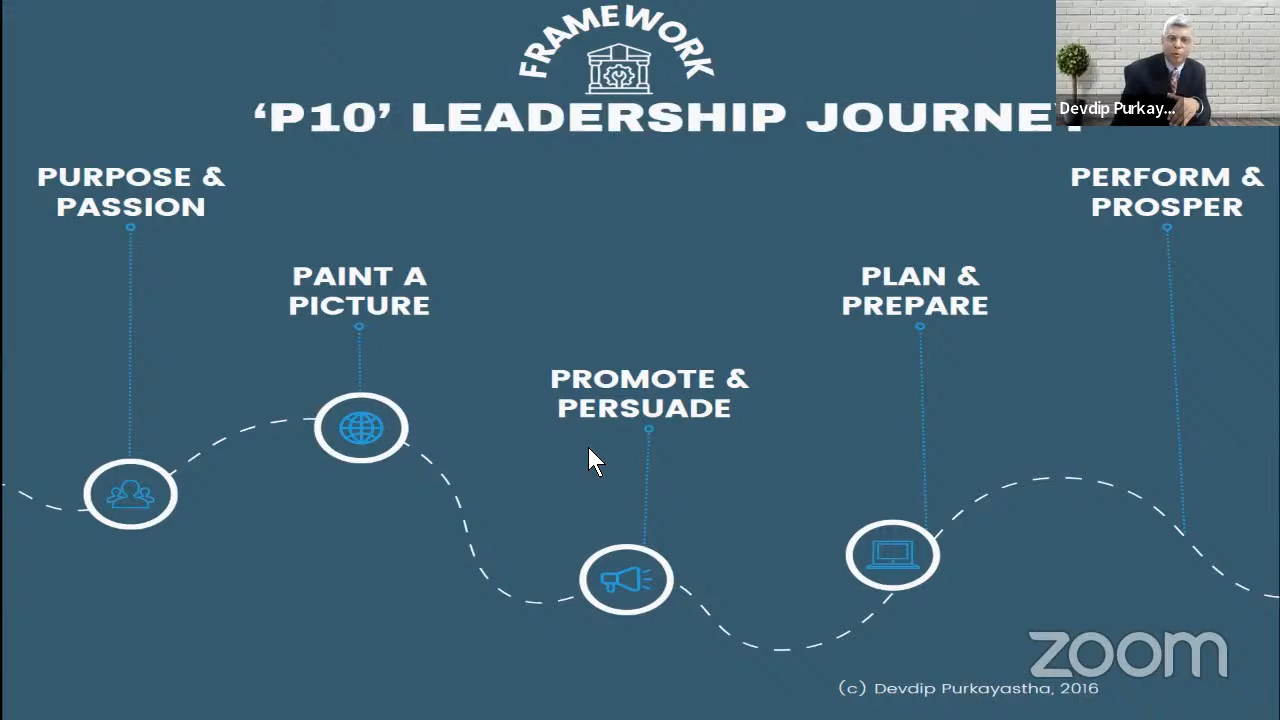 FRAMEWORK
‘P10’ LEADERSHIP JOURNEY
Devdip Purkay...
PURPOSE &
PASSION
PERFORM &
PROSPER
PAINT A
PICTURE
PLAN &
PREPARE
PROMOTE &
PERSUADE
zoom
(c) Devdip Purkayastha, 2016